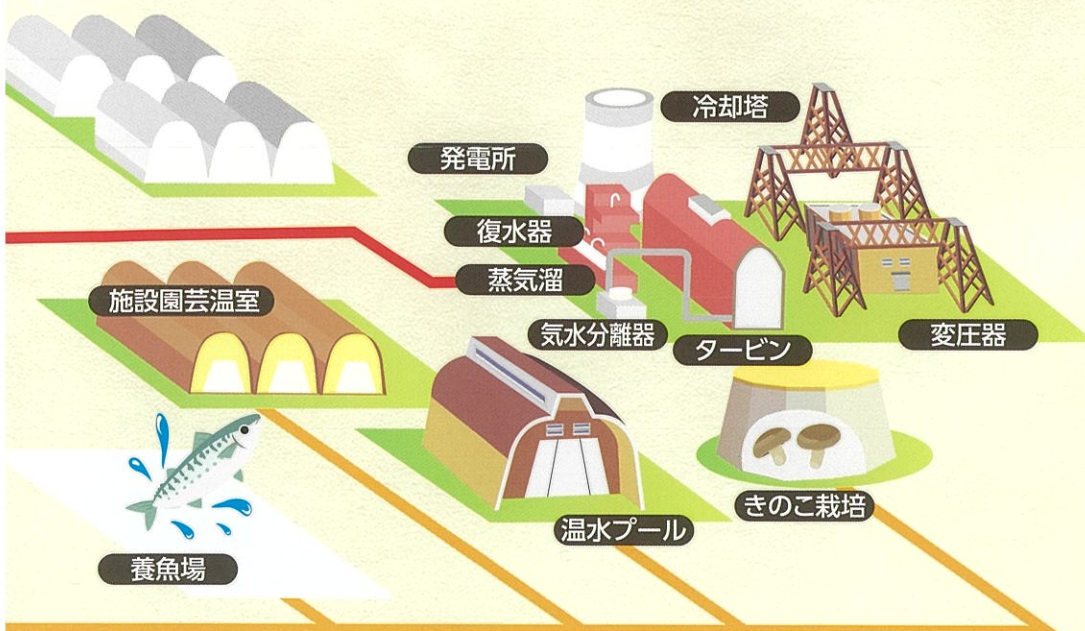 冷却塔
発電所
復水器
蒸気溜
施設園芸温室
気水分離器
タービン
変圧器
きのこ栽培
温水プール
養魚場